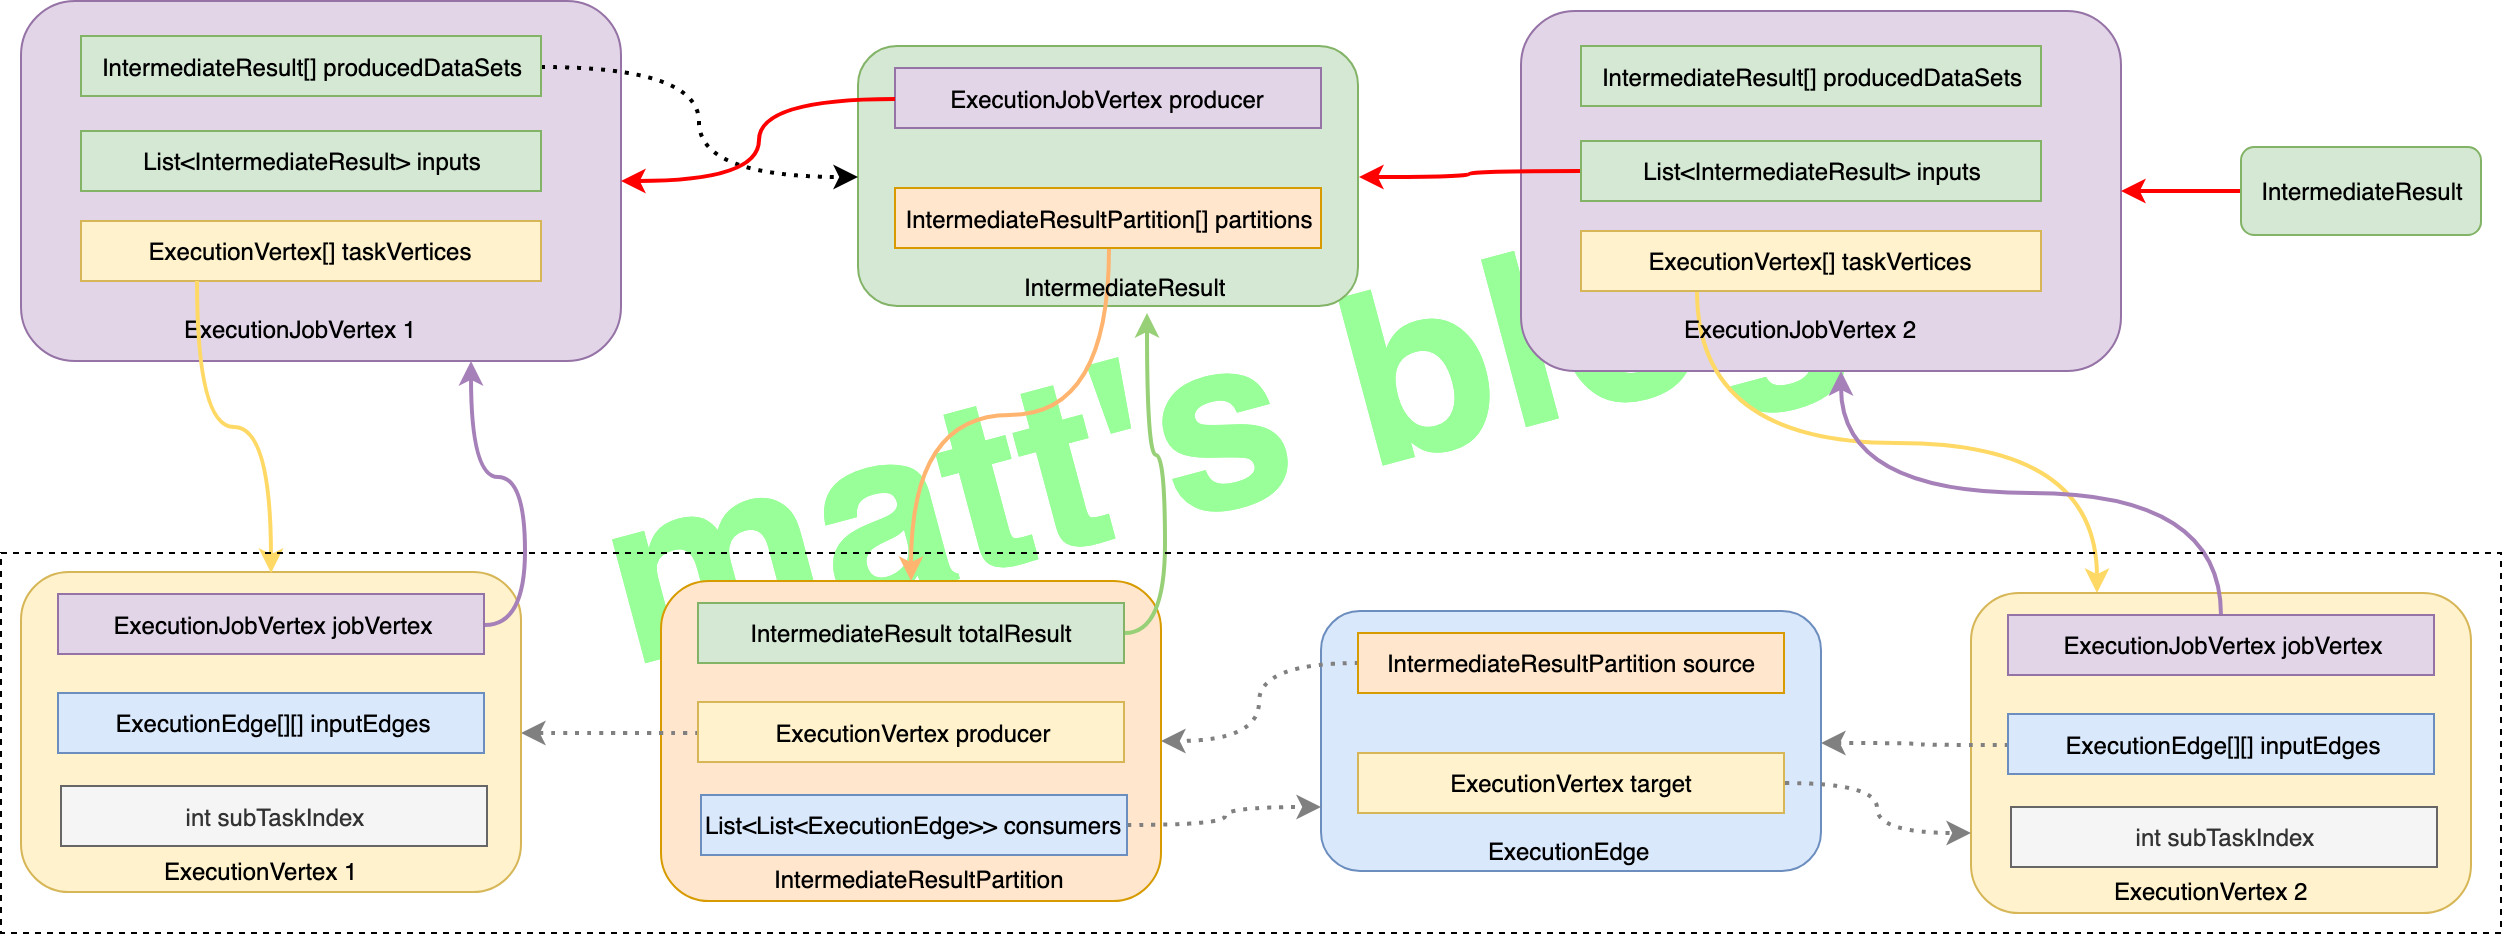 IntermediateResult[] producedDataSets
List<IntermediateResult> inputs
ExecutionVertex[] taskVertices
ExecutionJobVertex 1
ExecutionJobVertex producer
IntermediateResultPartition[] partitions
IntermediateResult
IntermediateResult[] producedDataSets
List<IntermediateResult> inputs
ExecutionVertex[] taskVertices
ExecutionJobVertex 2
IntermediateResult
matt's blog
ExecutionJobVertex jobVertex
ExecutionEdge[][] inputEdges
int subTaskIndex
ExecutionVertex 1
IntermediateResult totalResult
ExecutionVertex producer
List<List<ExecutionEdge>> consumers
IntermediateResultPartition
IntermediateResultPartition source
ExecutionVertex target
ExecutionEdge
ExecutionJobVertex jobVertex
ExecutionEdge[][] inputEdges
int subTaskIndex
ExecutionVertex 2